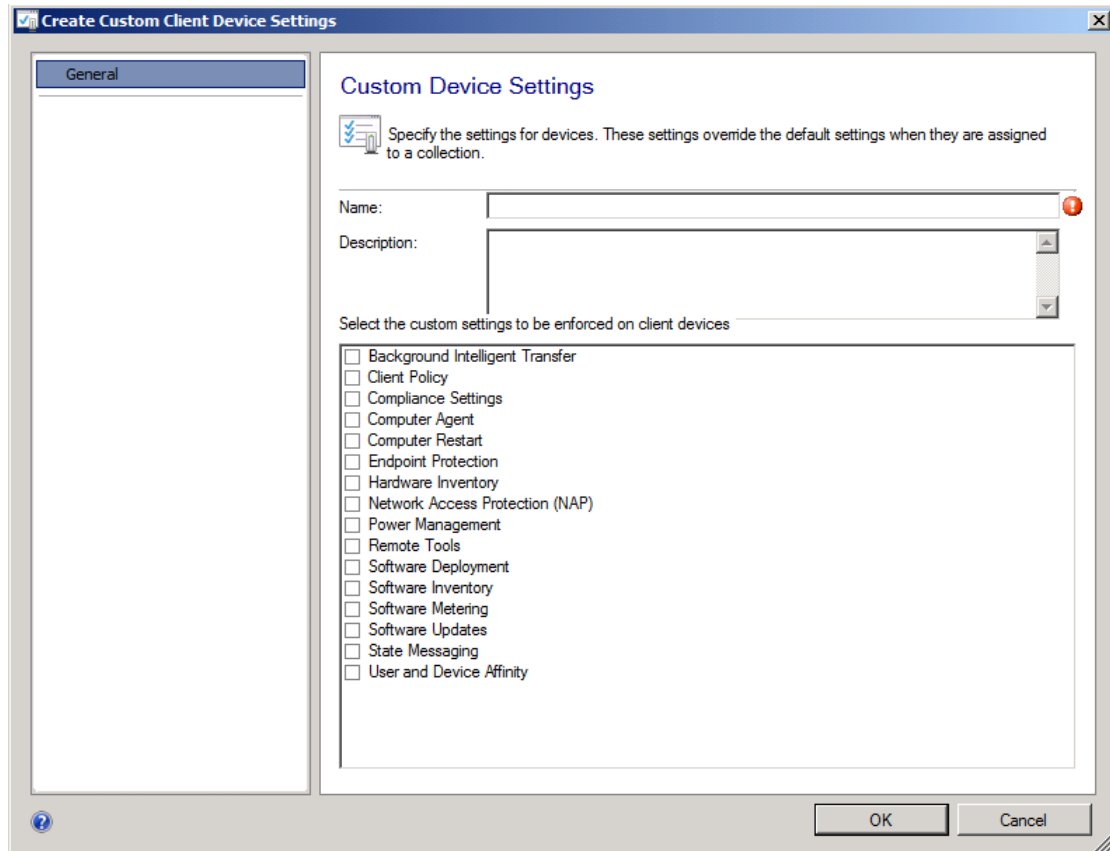 Create Custom Client Device Settings
General
Custom Device Settings
Specify the settings for devices. These settings override the default settings when they are assigned
to a collection.
Name:
Description:
Select the custom settings to be enforced on client devices
Background Intelligent Transfer
Client Policy
Compliance Settings
Computer Agent
Computer Restart
Endpoint Protection
Hardware Inventory
Network Access Protection (NAP)
Power Management
Remote Tools
Software Deployment
Software Inventory
Software Metering
Software Updates
State Messaging
User and Device Affinity
OK
Cancel